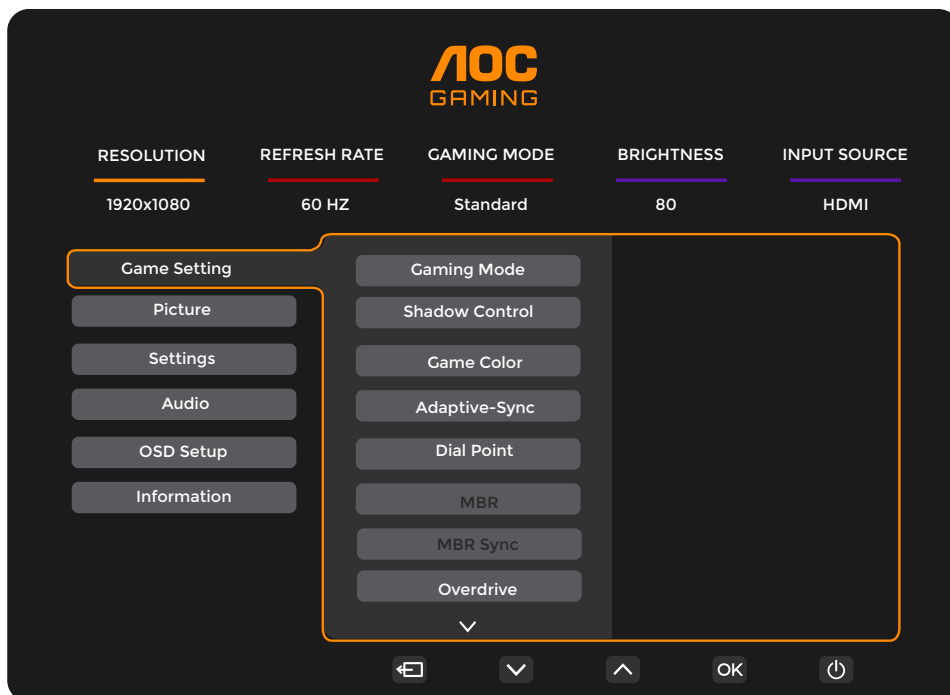 AOC
GAMING
RESOLUTION REFRESH RATE GAMING MODE BRIGHTNESS INPUT SOURCE
1920x1080 60 HZ Standard 80 HDMI
Game Setting
Picture
Settings
Audio
OSD Setup
Information
Gaming Mode
Shadow Control
Game Color
Adaptive-Sync
Dial Point
MBR
MBR Sync
Overdrive
OK